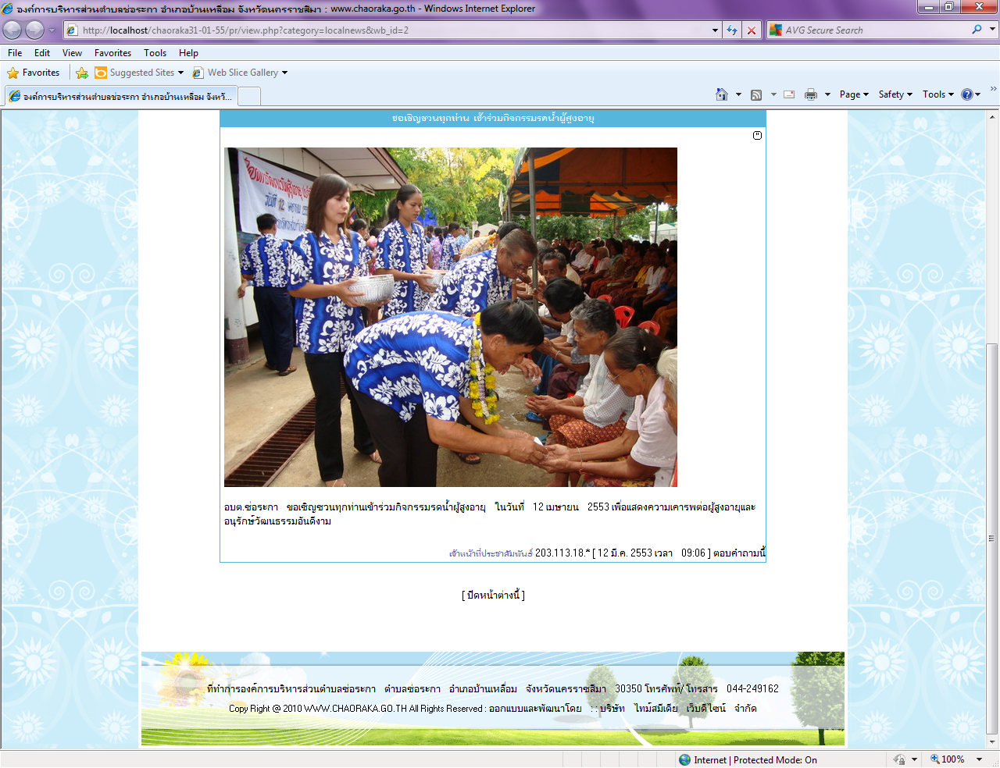 องค์การบริหารส่วนตำบลช่อระกา อำเภอบ้านเหลื่อม จังหวัดนครราชสีมา : www.chaoraka.go.th - Windows Internet Explorer
http://localhost/chaoraka31-01-55/pr/view.php?category=localnews&wb_id=2
AVG Secure Search
File Edit View Favorites Tools Help
Favorites Suggested Sites Web Slice Gallery
องค์การบริหารส่วนตำบลช่อระกา อำเภอบ้านเหลื่อม จังหวั...
Page Safety Tools
ขอเชิญชวนทุกท่าน เข้าร่วมกิจกรรมรดน้ำผู้สูงอายุ
วันที่ 12 เมษายน
อบต.ช่อระกา ขอเชิญชวนทุกท่านเข้าร่วมกิจกรรมรดน้ำผู้สูงอายุ ในวันที่ 12 เมษายน 2553 เพื่อแสดงความเคารพต่อผู้สูงอายุและ
อนุรักษ์วัฒนธรรมอันดีงาม
เจ้าหน้าที่ประชาสัมพันธ์ 203.113.18.* [ 12 มี.ค. 2553 เวลา 09:06 ] ตอบคำถามนี้
[ ปิดหน้าต่างนี้ ]
ที่ทำการองค์การบริหารส่วนตำบลช่อระกา ตำบลช่อระกา อำเภอบ้านเหลื่อม จังหวัดนครราชสีมา 30350 โทรศัพท์/โทรสาร 044-249162
Copy Right @ 2010 WWW.CHAORAKA.GO.TH All Rights Reserved : ออกแบบและพัฒนาโดย : : บริษัท ไทม์สมีเดีย เว็บดีไซน์ จำกัด
Internet | Protected Mode: On
100%